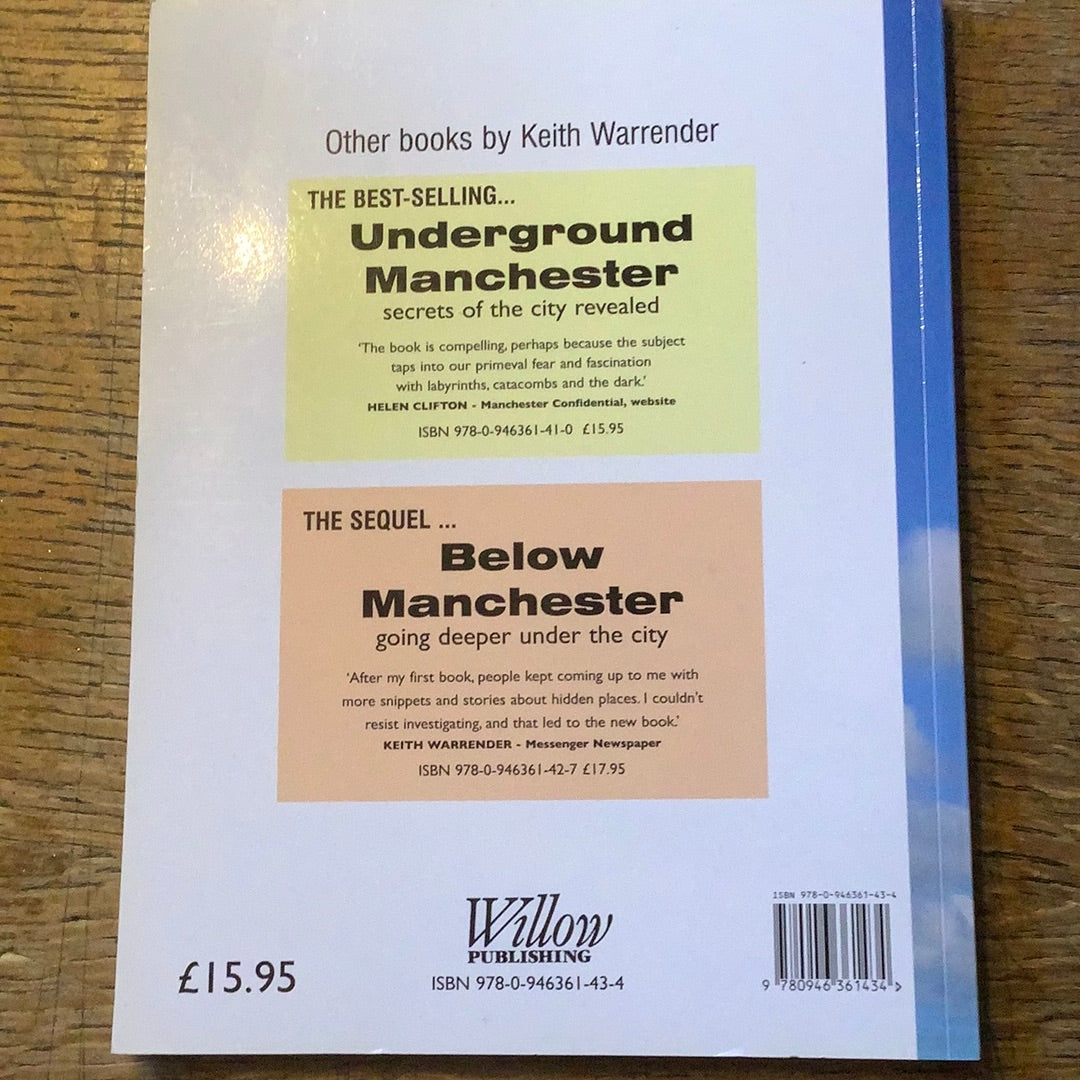 Other books by Keith Warrender
THE BEST-SELLING...
Underground
Manchester
secrets of the city revealed
'The book is compelling, perhaps because the subject
taps into our primeval fear and fascination
with labyrinths, catacombs and the dark.'
HELEN CLIFTON - Manchester Confidential, website
ISBN 978-0-946361-41-0 £15.95
THE SEQUEL ...
Below
Manchester
going deeper under the city
'After my first book, people kept coming up to me with
more snippets and stories about hidden places. I couldn't
resist investigating, and that led to the new book.'
KEITH WARRENDER - Messenger Newspaper
ISBN 978-0-946361-42-7 £17.95
Willow
PUBLISHING
ISBN 978-0-946361-43-4
£15.95
ISBN 978-0-946361-43-4
9 780946 361434 >